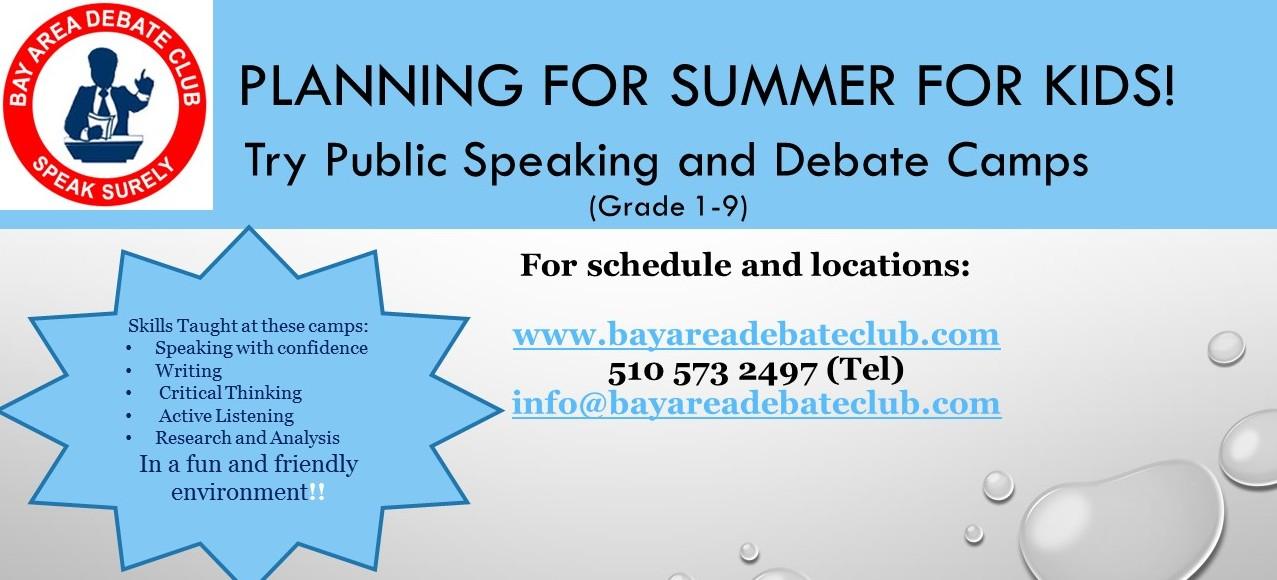 BAY AREA DEBATE CLUB
SPEAK SURELY
PLANNING FOR SUMMER FOR KIDS!
Try Public Speaking and Debate Camps
(Grade 1-9)
Skills Taught at these camps:
• Speaking with confidence
• Writing
• Critical Thinking
• Active Listening
• Research and Analysis
In a fun and friendly
environment!!
For schedule and locations:
www.bayareadebateclub.com
510 573 2497 (Tel)
info@bayareadebateclub.com